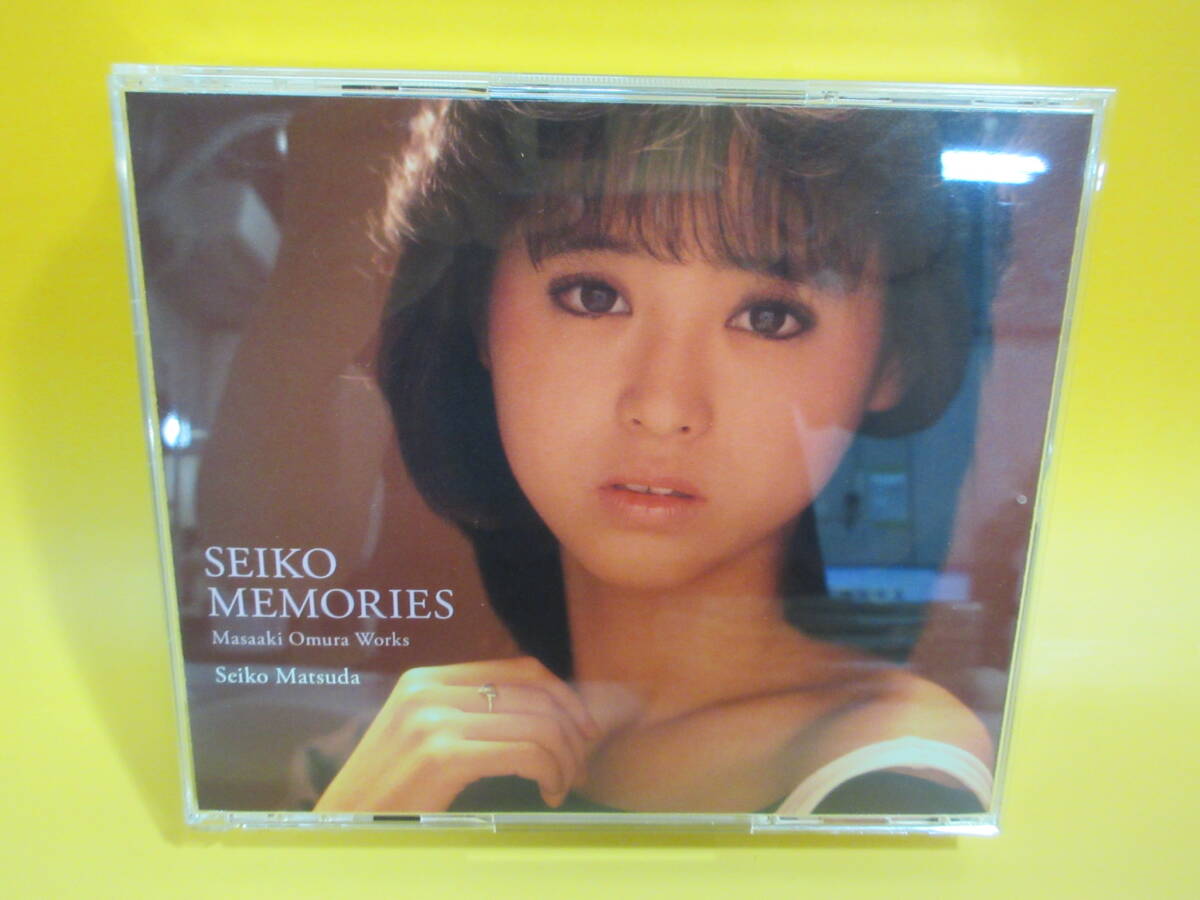 SEIKO
MEMORIES
Masaaki Omura Works
Seiko Matsuda